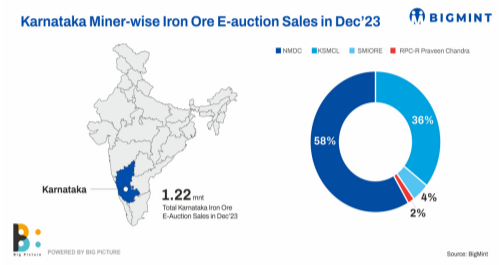 Karnataka Miner-wise Iron Ore E-auction Sales in Dec'23
BIGMINT
NMDC KSMCL SMIORE RPC-R Praveen Chandra
58%
36%
4%
2%
Karnataka
1.22 mnt
Total Karnataka Iron Ore
E-Auction Sales in Dec'23
Big Picture
POWERED BY BIG PICTURE
Source: BigMint